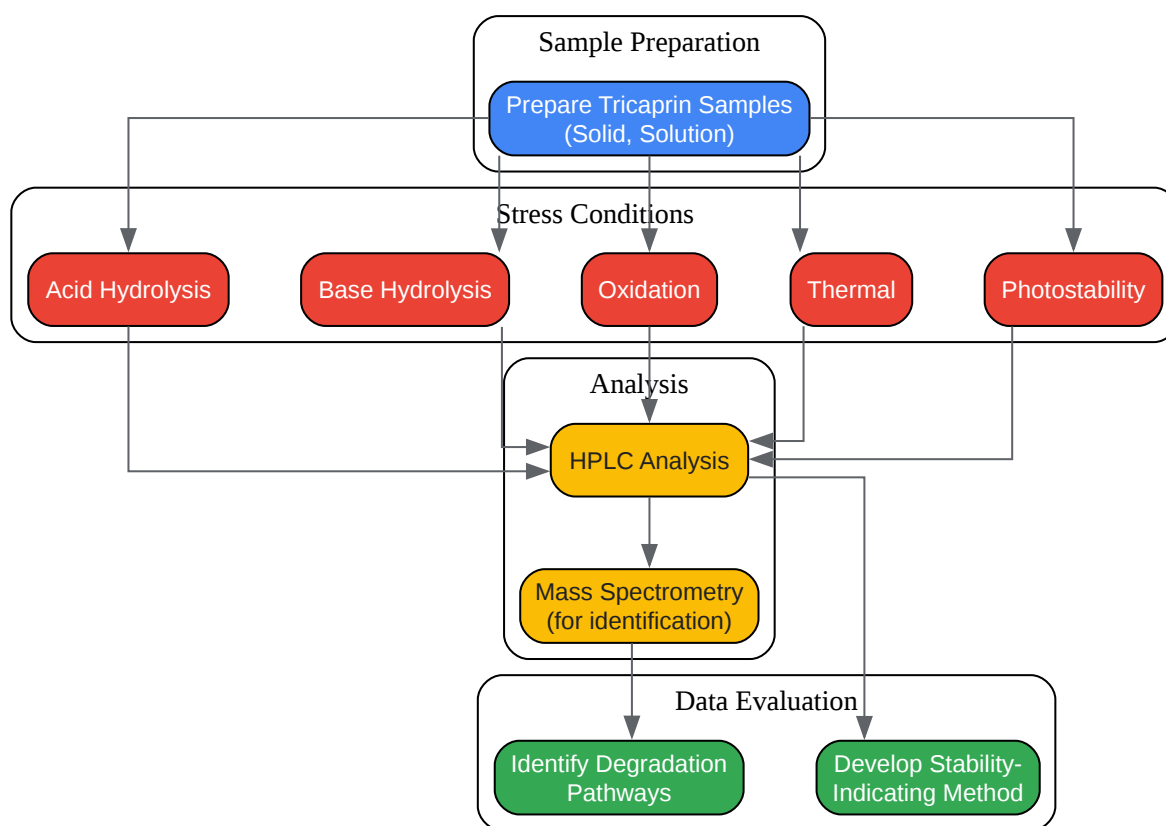 Sample Preparation
Prepare Tricaprin Samples
(Solid, Solution)
Stress Conditions
Acid Hydrolysis
Base Hydrolysis
Oxidation
Thermal
Photostability
Analysis
HPLC Analysis
Mass Spectrometry
(for identification)
Data Evaluation
Identify Degradation
Pathways
Develop Stability-
Indicating Method